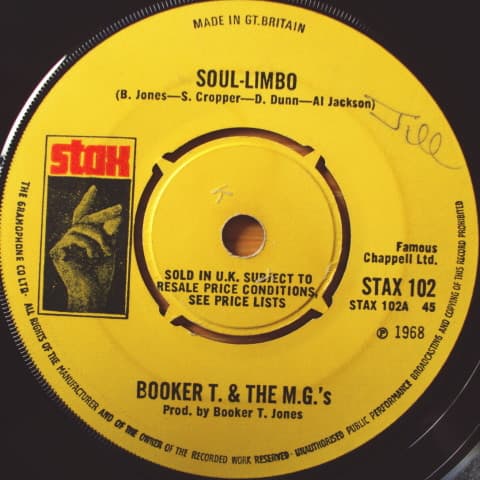 MADE IN GT.BRITAIN
SOUL-LIMBO
(B. Jones—S. Cropper—D. Dunn—Al Jackson)
Jill
stax
SOLD IN U.K. SUBJECT TO
RESALE PRICE CONDITIONS,
SEE PRICE LISTS
Famous
Chappell Ltd.
STAX 102
STAX 102A 45
℗ 1968
BOOKER T. & THE M.G.'s
Prod. by Booker T. Jones
THE GRAMOPHONE CO LTD · ALL RIGHTS OF THE MANUFACTURER AND OF THE OWNER OF THE RECORDED WORK RESERVED · UNAUTHORISED PUBLIC PERFORMANCE BROADCASTING AND COPYING OF THIS RECORD PROHIBITED